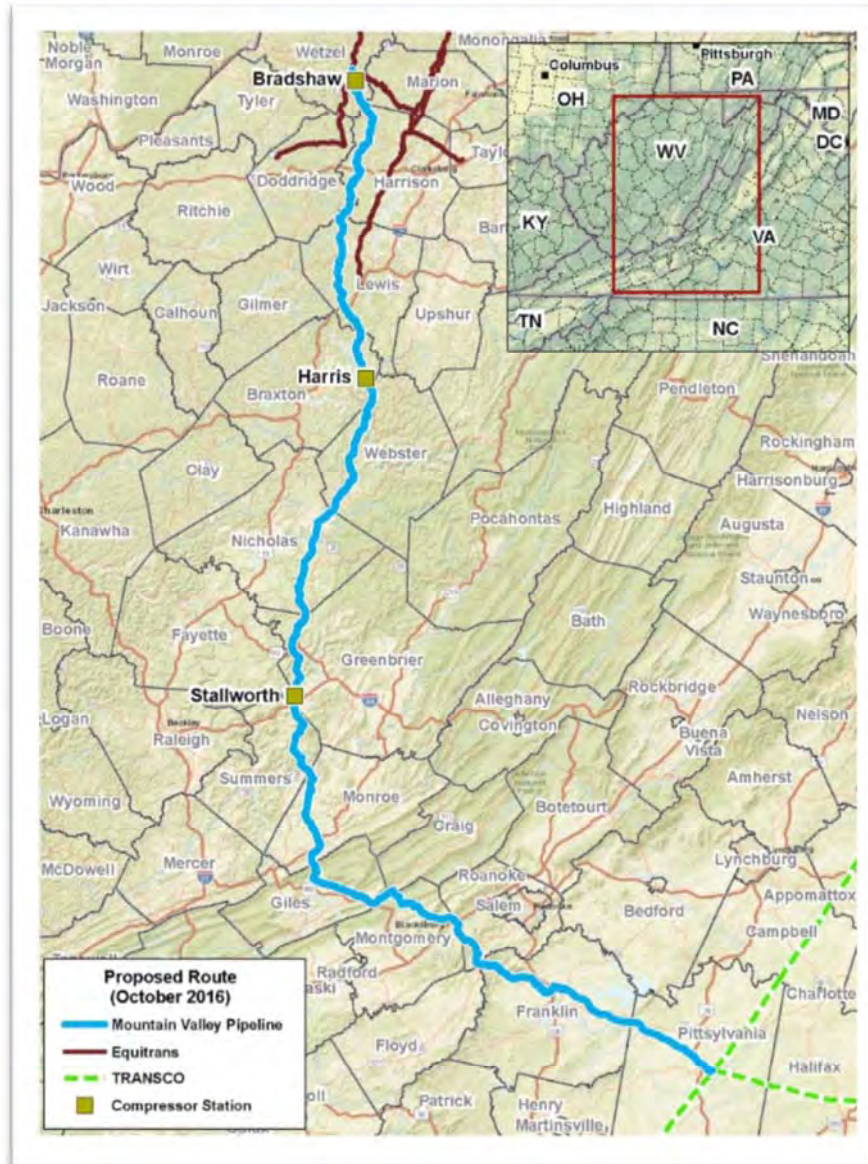 Noble
Morgan
Monroe
Wetzel
Monongalia
Bradshaw
Marion
Washington
Tyler
Pleasants
Wood
Doddridge
Harrison
Clarksburg
Ritchie
Wirt
Lewis
Jackson
Calhoun
Gilmer
Upshur
Roane
Harris
Braxton
Webster
Pendleton
Rockingham
Harrisonburg
Clay
Charleston
Kanawha
Nicholas
Pocahontas
Highland
Augusta
Staunton
Waynesboro
Boone
Fayette
Greenbrier
Bath
Stallworth
Alleghany
Covington
Rockbridge
Nelson
Logan
Beckley
Raleigh
Buena
Vista
Summers
Amherst
Wyoming
Monroe
Craig
Botetourt
McDowell
Mercer
Roanoke
Lynchburg
Giles
Salem
Bedford
Appomattox
Blacksburg
Montgomery
Campbell
Radford
Charlotte
Franklin
Pittsylvania
Floyd
Halifax
Patrick
Henry
Martinsville
Columbus
Pittsburgh
OH
PA
MD
DC
WV
KY
VA
TN
NC
Proposed Route
(October 2016)
Mountain Valley Pipeline
Equitrans
TRANSCO
Compressor Station